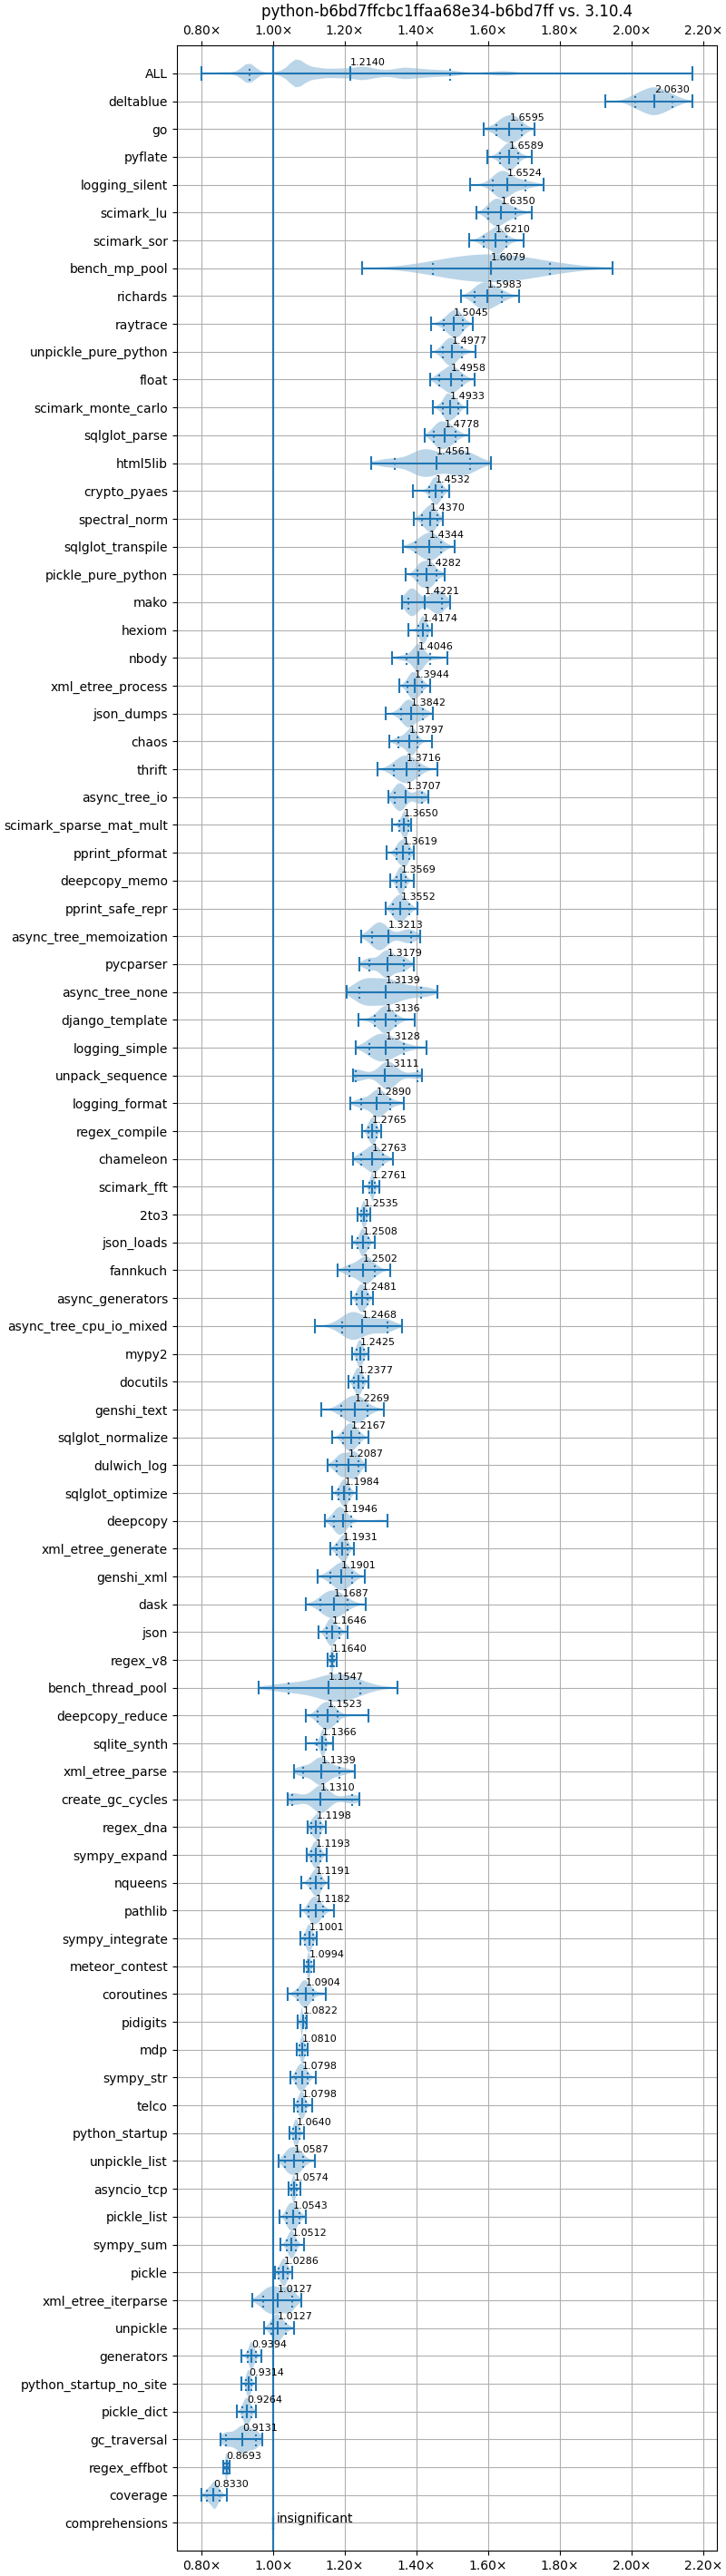 python-b6bd7ffcbc1ffaa68e34-b6bd7ff vs. 3.10.4
0.80× 1.00× 1.20× 1.40× 1.60× 1.80× 2.00× 2.20×
ALL 1.2140
deltablue 2.0630
go 1.6595
pyflate 1.6589
logging_silent 1.6524
scimark_lu 1.6350
scimark_sor 1.6210
bench_mp_pool 1.6079
richards 1.5983
raytrace 1.5045
unpickle_pure_python 1.4977
float 1.4958
scimark_monte_carlo 1.4933
sqlglot_parse 1.4778
html5lib 1.4561
crypto_pyaes 1.4532
spectral_norm 1.4370
sqlglot_transpile 1.4344
pickle_pure_python 1.4282
mako 1.4221
hexiom 1.4174
nbody 1.4046
xml_etree_process 1.3944
json_dumps 1.3842
chaos 1.3797
thrift 1.3716
async_tree_io 1.3707
scimark_sparse_mat_mult 1.3650
pprint_pformat 1.3619
deepcopy_memo 1.3569
pprint_safe_repr 1.3552
async_tree_memoization 1.3213
pycparser 1.3179
async_tree_none 1.3139
django_template 1.3136
logging_simple 1.3128
unpack_sequence 1.3111
logging_format 1.2890
regex_compile 1.2765
chameleon 1.2763
scimark_fft 1.2761
2to3 1.2535
json_loads 1.2508
fannkuch 1.2502
async_generators 1.2481
async_tree_cpu_io_mixed 1.2468
mypy2 1.2425
docutils 1.2377
genshi_text 1.2269
sqlglot_normalize 1.2167
dulwich_log 1.2087
sqlglot_optimize 1.1984
deepcopy 1.1946
xml_etree_generate 1.1931
genshi_xml 1.1901
dask 1.1687
json 1.1646
regex_v8 1.1640
bench_thread_pool 1.1547
deepcopy_reduce 1.1523
sqlite_synth 1.1366
xml_etree_parse 1.1339
create_gc_cycles 1.1310
regex_dna 1.1198
sympy_expand 1.1193
nqueens 1.1191
pathlib 1.1182
sympy_integrate 1.1001
meteor_contest 1.0994
coroutines 1.0904
pidigits 1.0822
mdp 1.0810
sympy_str 1.0798
telco 1.0798
python_startup 1.0640
unpickle_list 1.0587
asyncio_tcp 1.0574
pickle_list 1.0543
sympy_sum 1.0512
pickle 1.0286
xml_etree_iterparse 1.0127
unpickle 1.0127
generators 0.9394
python_startup_no_site 0.9314
pickle_dict 0.9264
gc_traversal 0.9131
regex_effbot 0.8693
coverage 0.8330
comprehensions insignificant
0.80× 1.00× 1.20× 1.40× 1.60× 1.80× 2.00× 2.20×